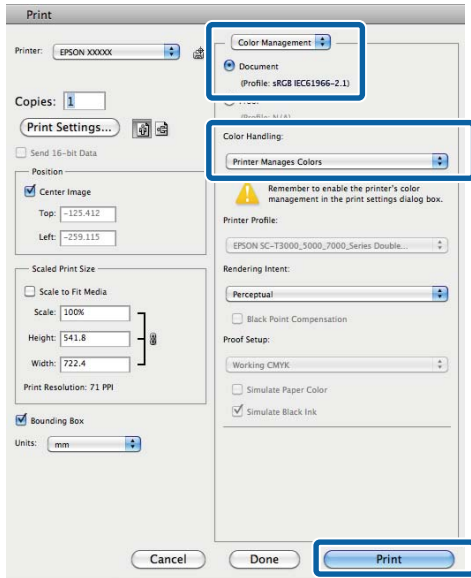 Print
Printer: EPSON XXXXX
Copies: 1
Print Settings...
Send 16-bit Data
Position
Center Image
Top: -125.412
Left: -259.115
Scaled Print Size
Scale to Fit Media
Scale: 100%
Height: 541.8
Width: 722.4
Print Resolution: 71 PPI
Bounding Box
Units: mm
Color Management
Document
(Profile: sRGB IEC61966-2.1)
(Profile: N/A)
Color Handling:
Printer Manages Colors
Remember to enable the printer's color
management in the print settings dialog box.
Printer Profile:
EPSON SC-T3000_5000_7000_Series Double...
Rendering Intent:
Perceptual
Black Point Compensation
Proof Setup:
Working CMYK
Simulate Paper Color
Simulate Black Ink
Cancel
Done
Print